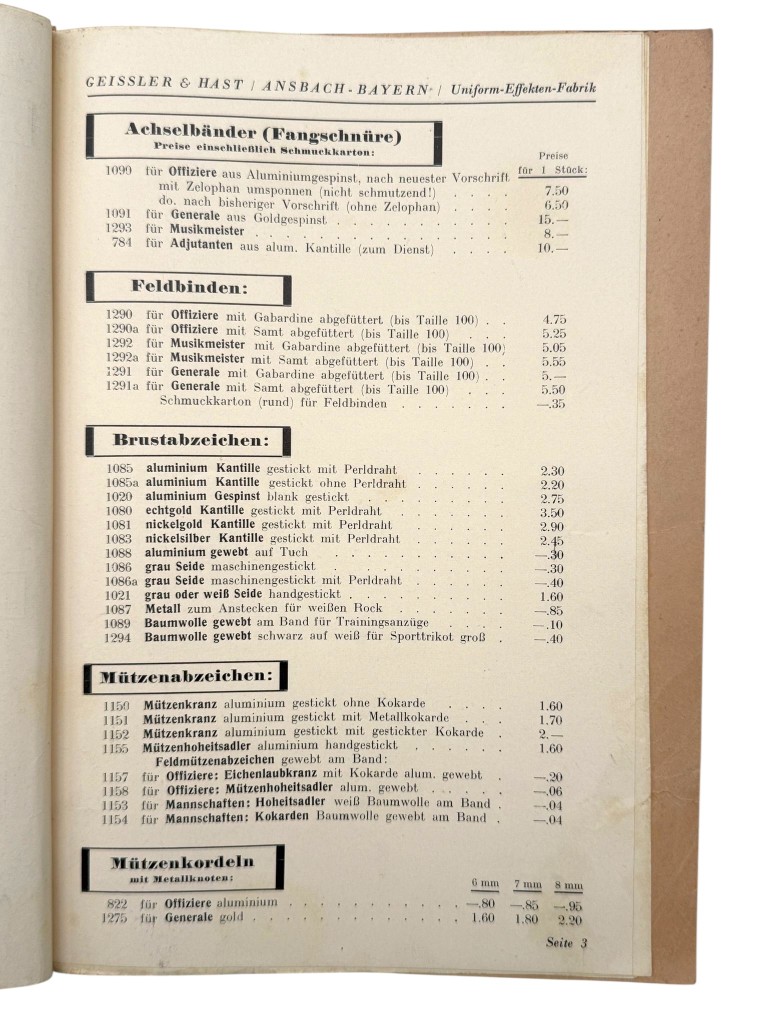 GEISSLER & HAST / ANSBACH-BAYERN / Uniform-Effekten-Fabrik
Achselbänder (Fangschnüre)
Preise einschließlich Schmuckkarton:
Preise
für 1 Stück:
1090 für Offiziere aus Aluminiumgespinst, nach neuester Vorschrift
mit Zelophan umsponnen (nicht schmutzend!) . . . . 7.50
do. nach bisheriger Vorschrift (ohne Zelophan) . . . . 6.50
1091 für Generale aus Goldgespinst . . . . . . . . . . 15.—
1293 für Musikmeister . . . . . . . . . . . . . . 8.—
784 für Adjutanten aus alum. Kantille (zum Dienst) . . . . 10.—
Feldbinden:
1290 für Offiziere mit Gabardine abgefüttert (bis Taille 100) . . 4.75
1290a für Offiziere mit Samt abgefüttert (bis Taille 100) . . . 5.25
1292 für Musikmeister mit Gabardine abgefüttert (bis Taille 100) 5.05
1292a für Musikmeister mit Samt abgefüttert (bis Taille 100) . . 5.55
1291 für Generale mit Gabardine abgefüttert (bis Taille 100) . . 5.—
1291a für Generale mit Samt abgefüttert (bis Taille 100) . . . 5.50
Schmuckkarton (rund) für Feldbinden . . . . . . . —.35
Brustabzeichen:
1085 aluminium Kantille gestickt mit Perldraht . . . . . . 2.30
1085a aluminium Kantille gestickt ohne Perldraht . . . . . . 2.20
1020 aluminium Gespinst blank gestickt . . . . . . . . 2.75
1080 echtgold Kantille gestickt mit Perldraht . . . . . . 3.50
1081 nickelgold Kantille gestickt mit Perldraht . . . . . . 2.90
1083 nickelsilber Kantille gestickt mit Perldraht . . . . . . 2.45
1088 aluminium gewebt auf Tuch . . . . . . . . . . —.30
1086 grau Seide maschinengestickt . . . . . . . . . —.30
1086a grau Seide maschinengestickt mit Perldraht . . . . . . —.40
1021 grau oder weiß Seide handgestickt . . . . . . . . . 1.60
1087 Metall zum Anstecken für weißen Rock . . . . . . . —.85
1089 Baumwolle gewebt am Band für Trainingsanzüge . . . . —.10
1294 Baumwolle gewebt schwarz auf weiß für Sporttrikot groß . —.40
Mützenabzeichen:
1150 Mützenkranz aluminium gestickt ohne Kokarde . . . . 1.60
1151 Mützenkranz aluminium gestickt mit Metallkokarde . . . 1.70
1152 Mützenkranz aluminium gestickt mit gestickter Kokarde . 2.—
1155 Mützenhoheitsadler aluminium handgestickt . . . . . . 1.60
Feldmützenabzeichen gewebt am Band:
1157 für Offiziere: Eichenlaubkranz mit Kokarde alum. gewebt . —.20
1158 für Offiziere: Mützenhoheitsadler alum. gewebt . . . . . —.06
1153 für Mannschaften: Hoheitsadler weiß Baumwolle am Band . —.04
1154 für Mannschaften: Kokarden Baumwolle gewebt am Band . —.04
Mützenkordeln
mit Metallknoten:
6 mm 7 mm 8 mm
822 für Offiziere aluminium . . . . . . . . . . . —.80 —.85 —.95
1275 für Generale gold . . . . . . . . . . . . . 1.60 1.80 2.20
Seite 3